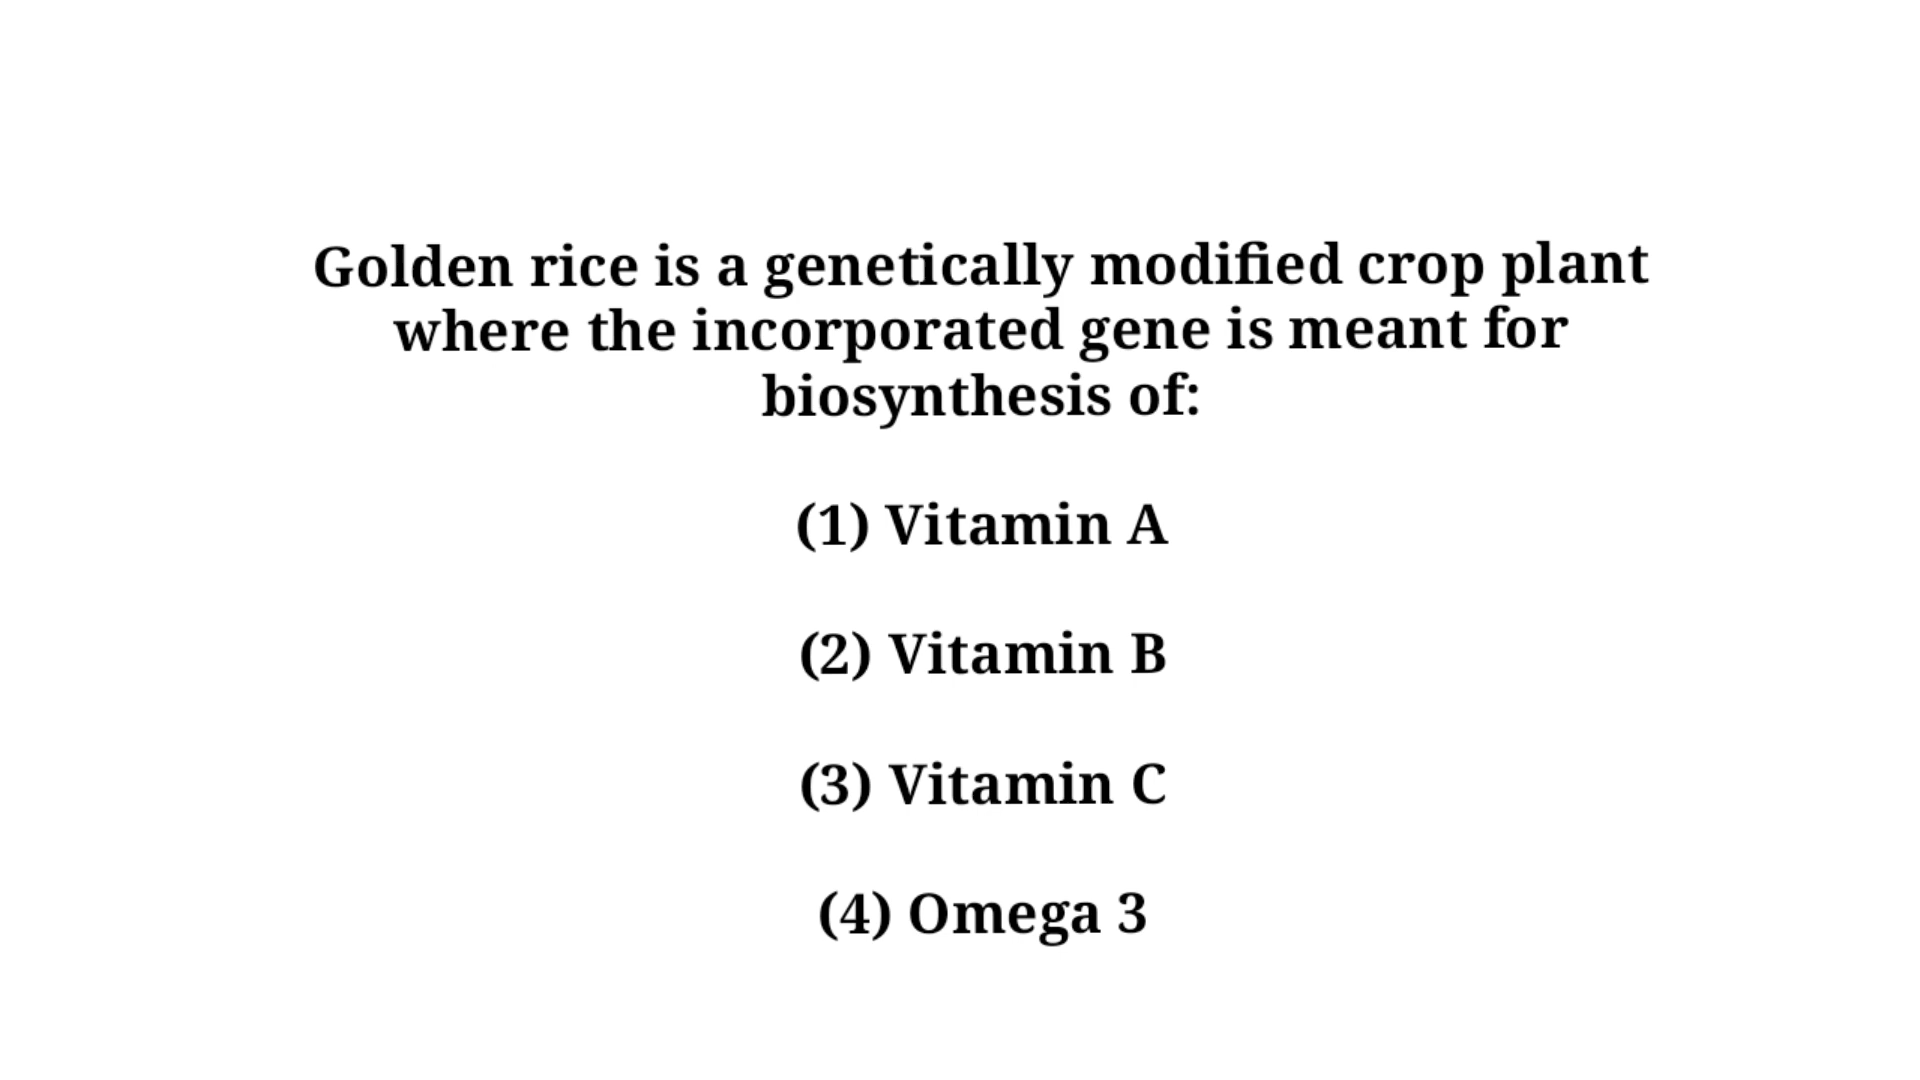 Golden rice is a genetically modified crop plant
where the incorporated gene is meant for
biosynthesis of:
(1) Vitamin A
(2) Vitamin B
(3) Vitamin C
(4) Omega 3